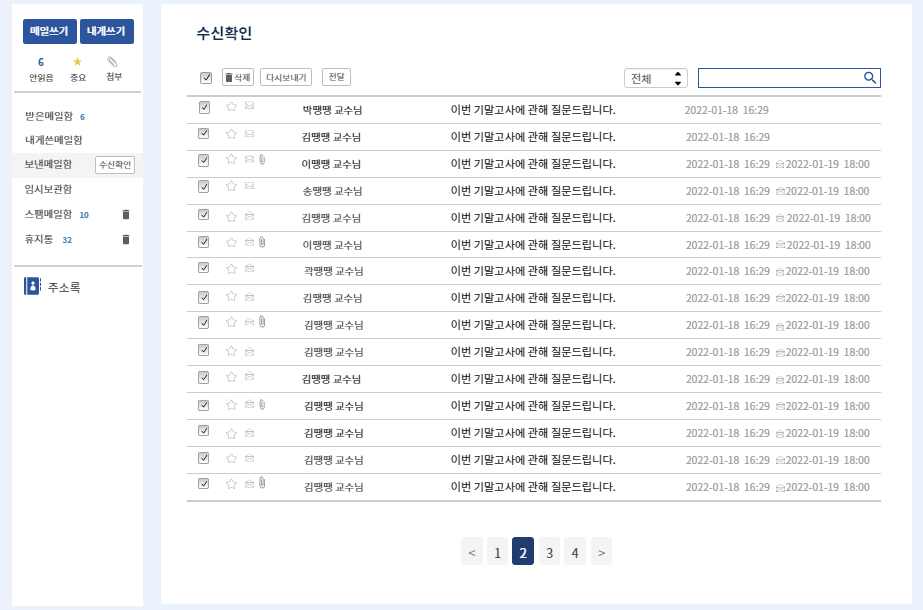 메일쓰기 내게쓰기
6
안읽음 중요 첨부
받은메일함 6
내게쓴메일함
보낸메일함 수신확인
임시보관함
스팸메일함 10
휴지통 32
주소록
수신확인
삭제 다시보내기 전달 전체
박땡땡 교수님 이번 기말고사에 관해 질문드립니다. 2022-01-18 16:29
김땡땡 교수님 이번 기말고사에 관해 질문드립니다. 2022-01-18 16:29
이땡땡 교수님 이번 기말고사에 관해 질문드립니다. 2022-01-18 16:29 2022-01-19 18:00
송땡땡 교수님 이번 기말고사에 관해 질문드립니다. 2022-01-18 16:29 2022-01-19 18:00
김땡땡 교수님 이번 기말고사에 관해 질문드립니다. 2022-01-18 16:29 2022-01-19 18:00
이땡땡 교수님 이번 기말고사에 관해 질문드립니다. 2022-01-18 16:29 2022-01-19 18:00
곽땡땡 교수님 이번 기말고사에 관해 질문드립니다. 2022-01-18 16:29 2022-01-19 18:00
김땡땡 교수님 이번 기말고사에 관해 질문드립니다. 2022-01-18 16:29 2022-01-19 18:00
김땡땡 교수님 이번 기말고사에 관해 질문드립니다. 2022-01-18 16:29 2022-01-19 18:00
김땡땡 교수님 이번 기말고사에 관해 질문드립니다. 2022-01-18 16:29 2022-01-19 18:00
김땡땡 교수님 이번 기말고사에 관해 질문드립니다. 2022-01-18 16:29 2022-01-19 18:00
김땡땡 교수님 이번 기말고사에 관해 질문드립니다. 2022-01-18 16:29 2022-01-19 18:00
김땡땡 교수님 이번 기말고사에 관해 질문드립니다. 2022-01-18 16:29 2022-01-19 18:00
김땡땡 교수님 이번 기말고사에 관해 질문드립니다. 2022-01-18 16:29 2022-01-19 18:00
김땡땡 교수님 이번 기말고사에 관해 질문드립니다. 2022-01-18 16:29 2022-01-19 18:00
< 1 2 3 4 >